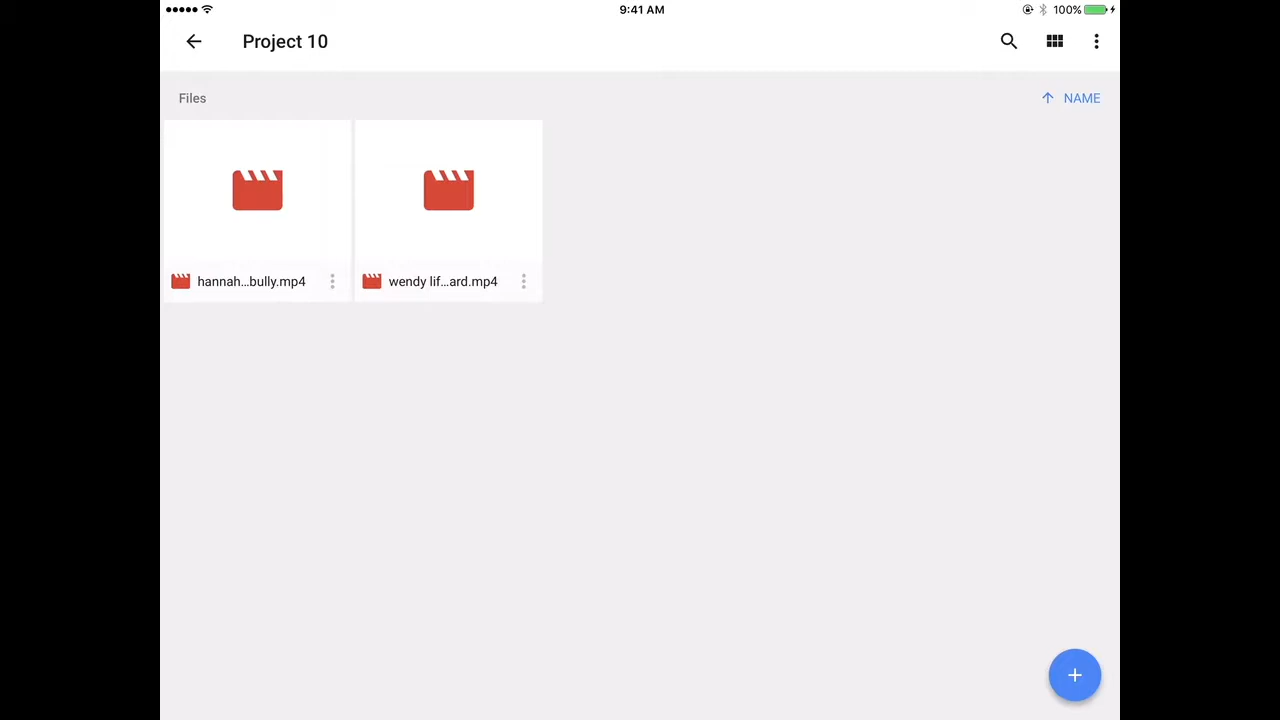 9:41 AM
100%
Project 10
Files
NAME
hannah...bully.mp4
wendy lif...ard.mp4